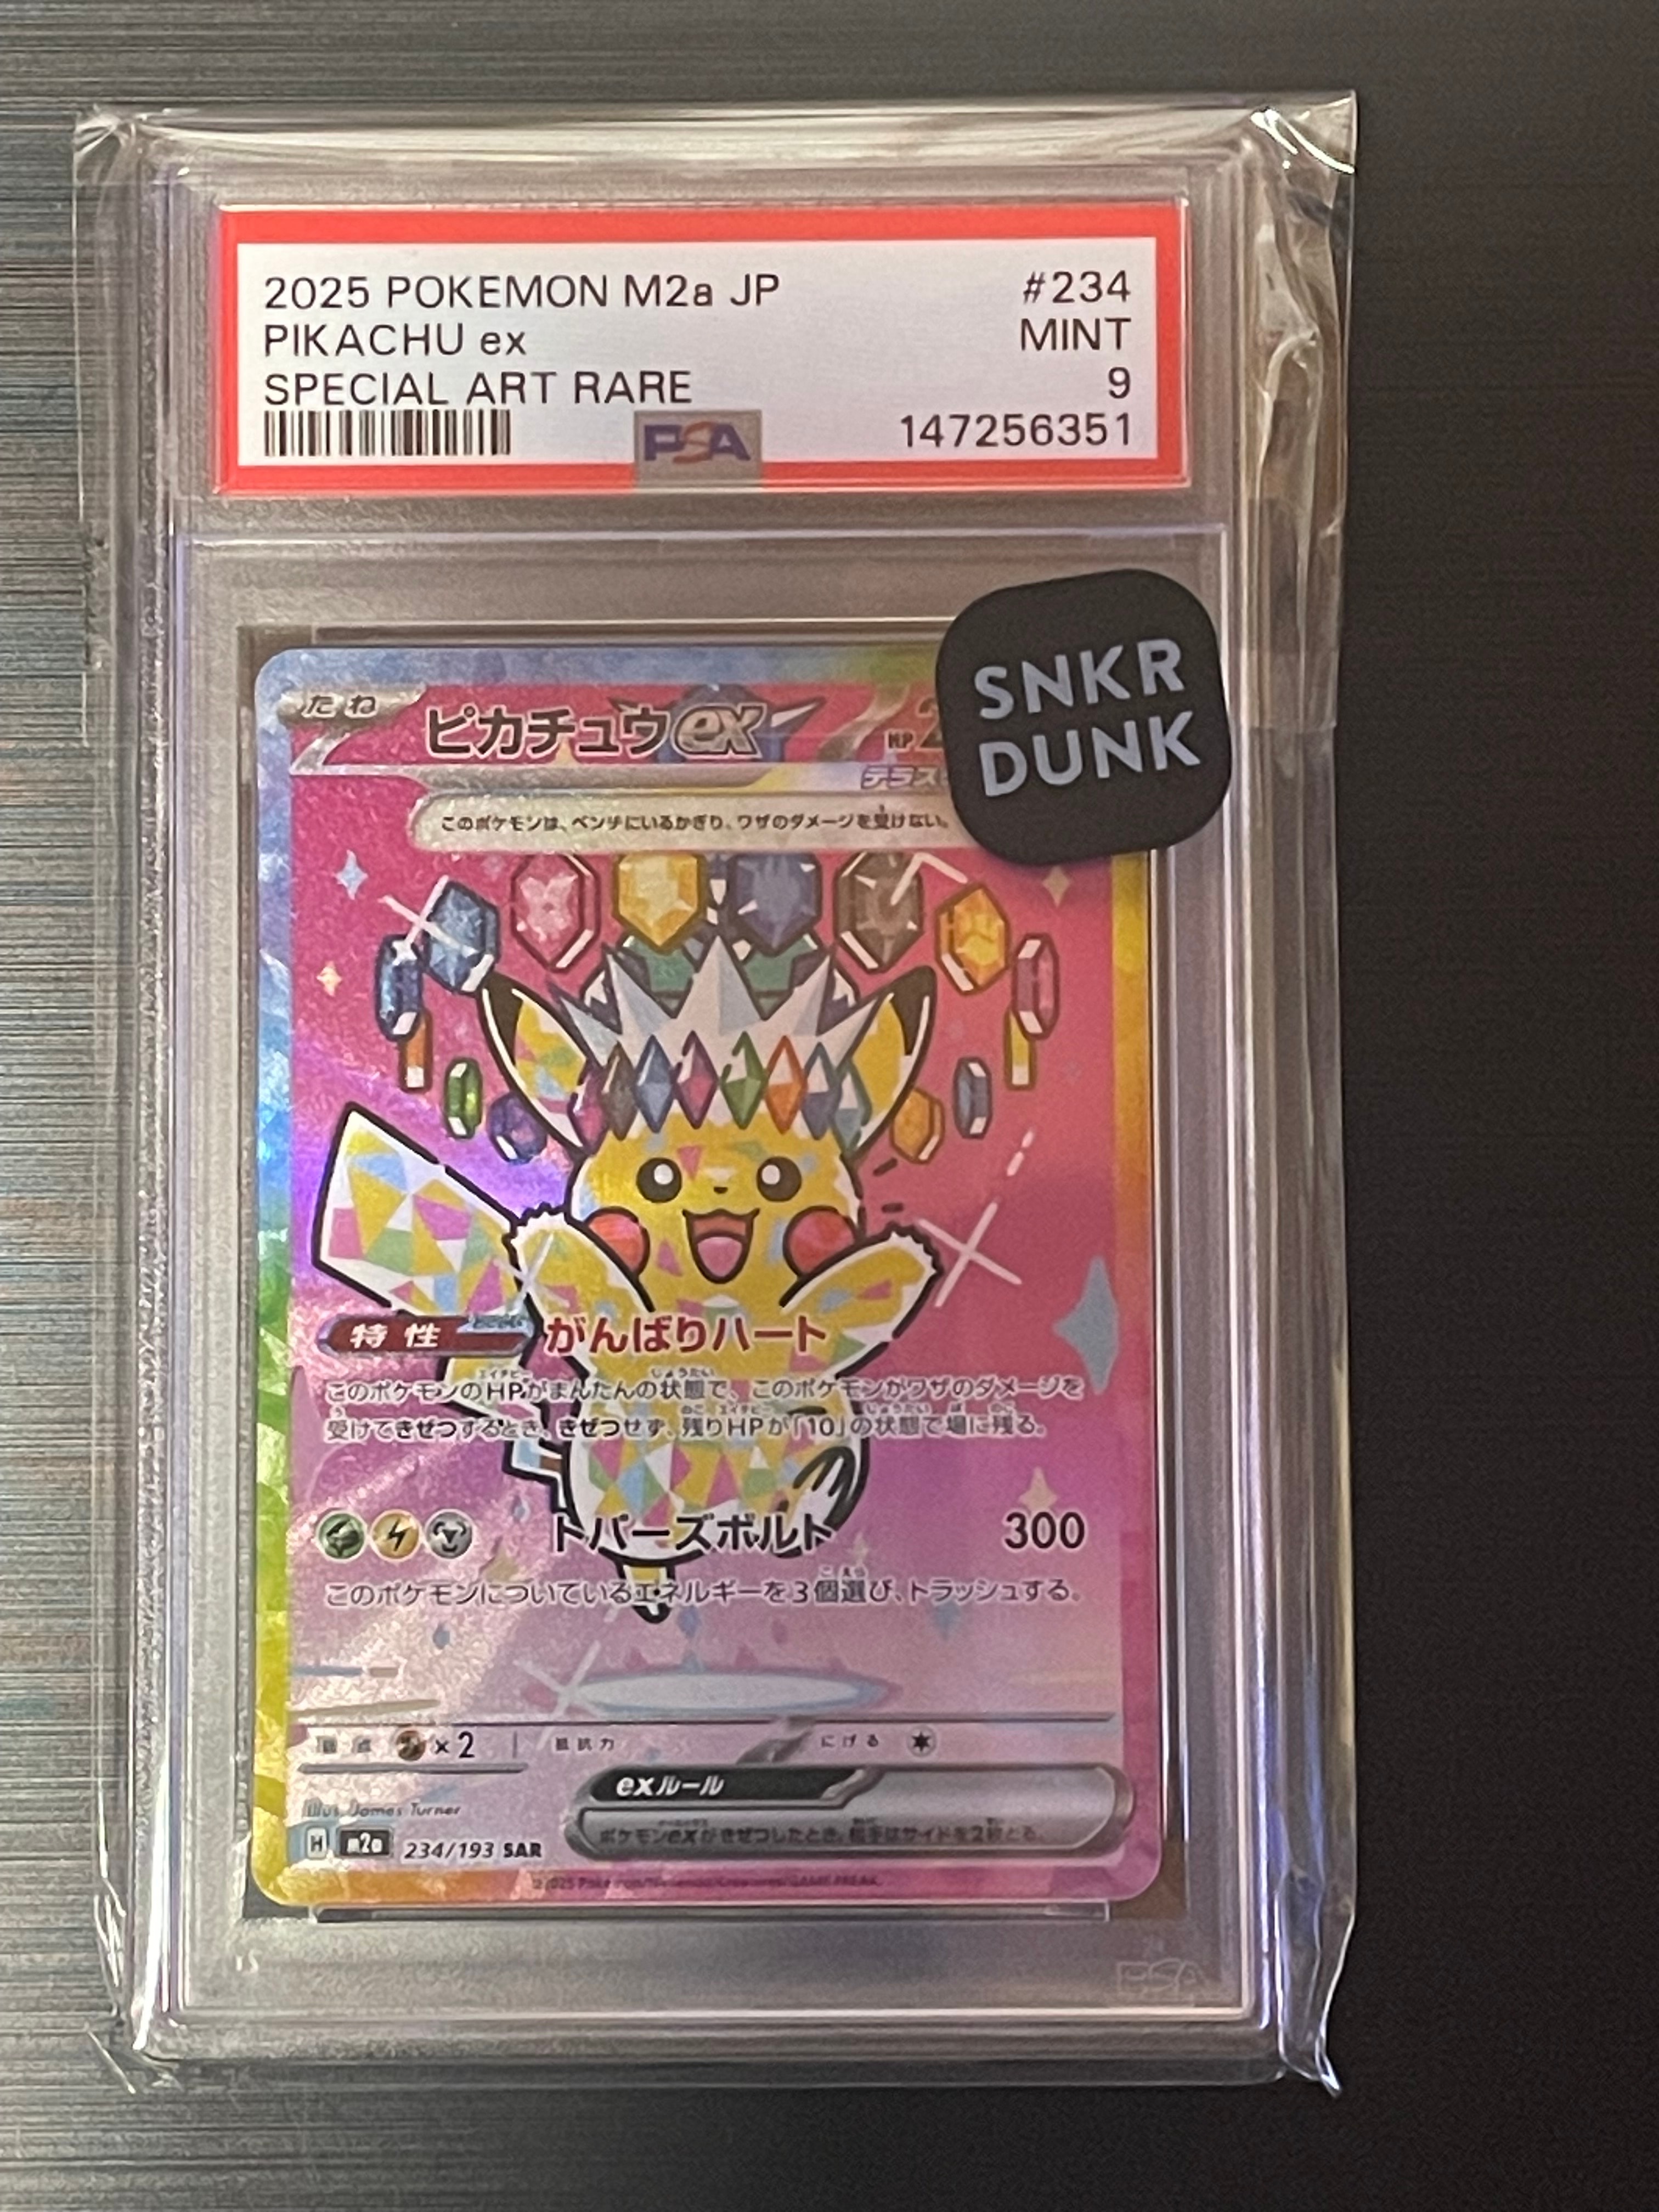 2025 POKEMON M2a JP #234
PIKACHU ex MINT
SPECIAL ART RARE 9
PSA 147256351
SNKR
DUNK
たね ピカチュウex HP
このポケモンは、ベンチにいるかぎり、ワザのダメージを受けない。
特性 がんばりハート
このポケモンのHPがまんたんの状態で、このポケモンがワザのダメージを
受けてきぜつするとき、きぜつせず、残りHPが「10」の状態で場に残る。
トパーズボルト 300
このポケモンについているエネルギーを3個選び、トラッシュする。
×2 抵抗力 にげる
exルール
ポケモンexがきぜつしたとき、相手はサイドを2枚とる。
Illus. James Turner
H m2a 234/193 SAR
PSA